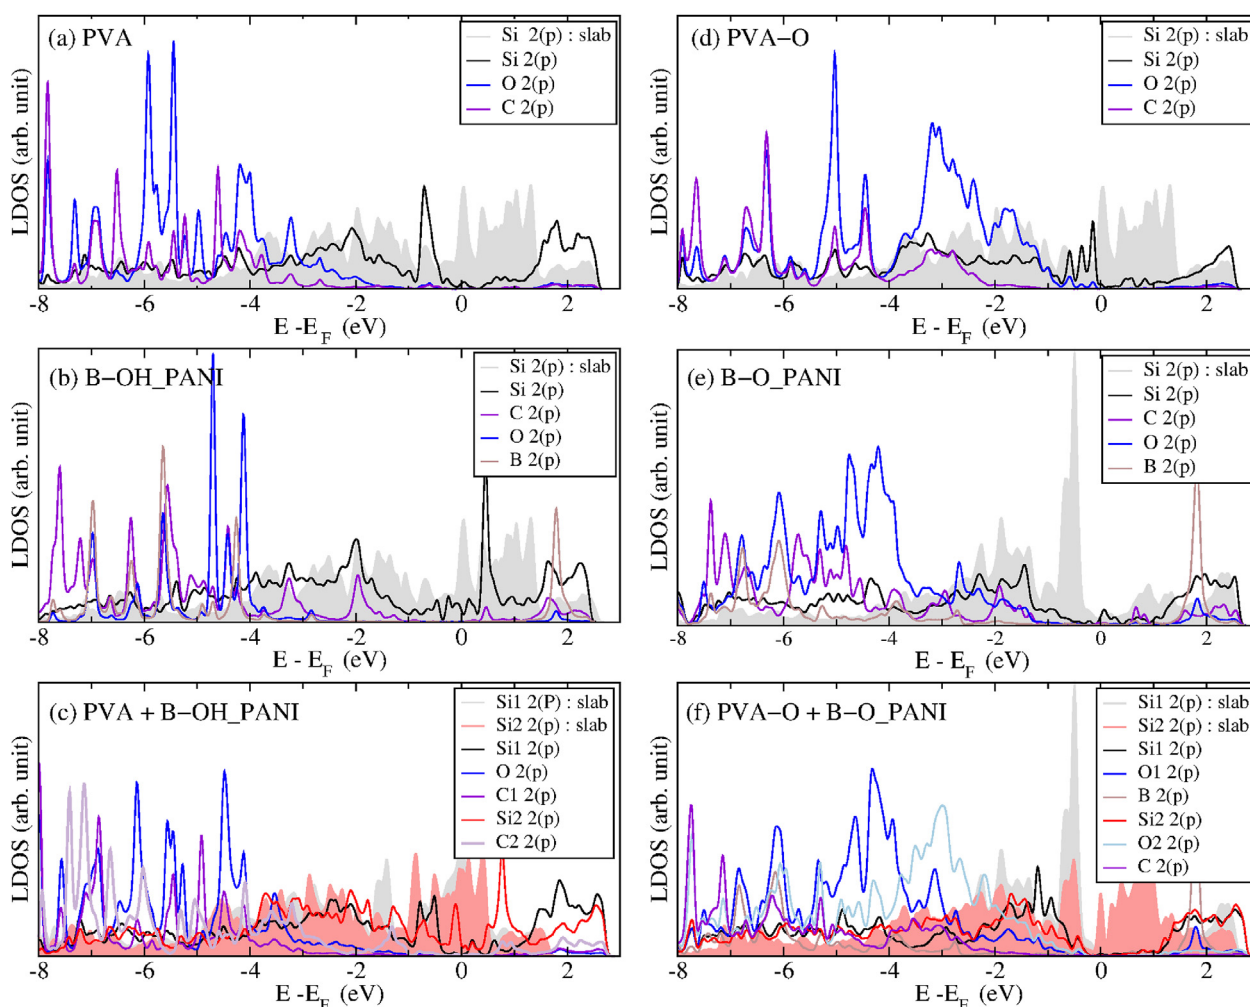 (a) PVA
Si 2(p) : slab
Si 2(p)
O 2(p)
C 2(p)
LDOS (arb. unit)
-8 -6 -4 -2 0 2
E -E_F (eV)
(d) PVA-O
Si 2(p) : slab
Si 2(p)
O 2(p)
C 2(p)
LDOS (arb. unit)
-8 -6 -4 -2 0 2
E -E_F (eV)
(b) B-OH_PANI
Si 2(p) : slab
Si 2(p)
C 2(p)
O 2(p)
B 2(p)
LDOS (arb. unit)
-8 -6 -4 -2 0 2
E - E_F (eV)
(e) B-O_PANI
Si 2(p) : slab
Si 2(p)
C 2(p)
O 2(p)
B 2(p)
LDOS (arb. unit)
-8 -6 -4 -2 0 2
E - E_F (eV)
(c) PVA + B-OH_PANI
Si1 2(P) : slab
Si2 2(p) : slab
Si1 2(p)
O 2(p)
C1 2(p)
Si2 2(p)
C2 2(p)
LDOS (arb. unit)
-8 -6 -4 -2 0 2
E -E_F (eV)
(f) PVA-O + B-O_PANI
Si1 2(p) : slab
Si2 2(p) : slab
Si1 2(p)
O1 2(p)
B 2(p)
Si2 2(p)
O2 2(p)
C 2(p)
LDOS (arb. unit)
-8 -6 -4 -2 0 2
E -E_F (eV)